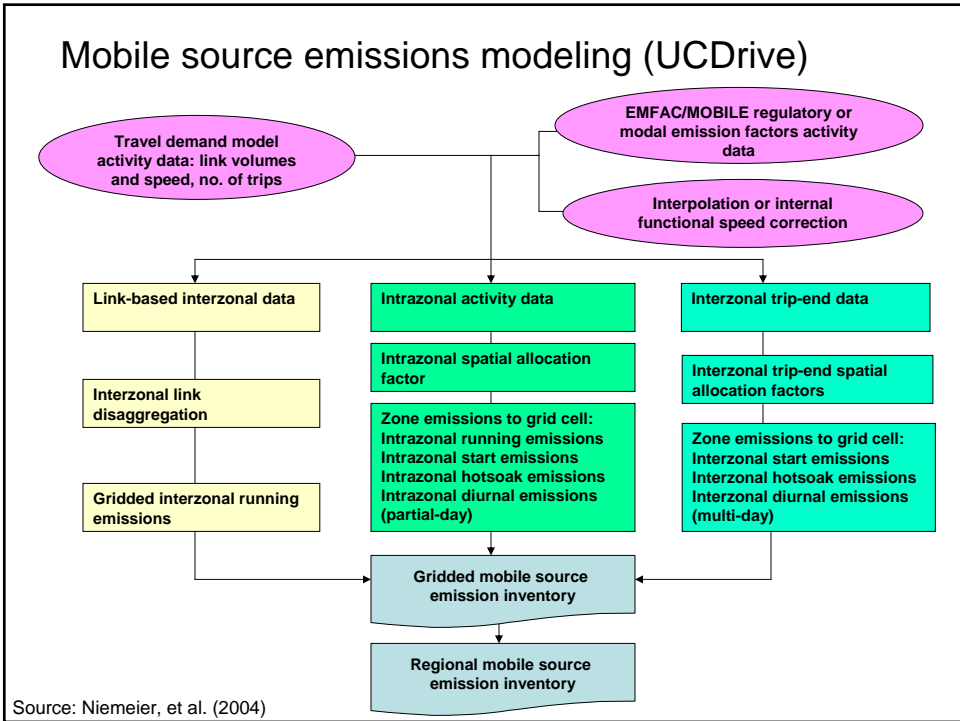 Mobile source emissions modeling (UCDrive)
Travel demand model
activity data: link volumes
and speed, no. of trips
EMFAC/MOBILE regulatory or
modal emission factors activity
data
Interpolation or internal
functional speed correction
Link-based interzonal data
Interzonal link
disaggregation
Gridded interzonal running
emissions
Intrazonal activity data
Intrazonal spatial allocation
factor
Zone emissions to grid cell:
Intrazonal running emissions
Intrazonal start emissions
Intrazonal hotsoak emissions
Intrazonal diurnal emissions
(partial-day)
Interzonal trip-end data
Interzonal trip-end spatial
allocation factors
Zone emissions to grid cell:
Interzonal start emissions
Interzonal hotsoak emissions
Interzonal diurnal emissions
(multi-day)
Gridded mobile source
emission inventory
Regional mobile source
emission inventory
Source: Niemeier, et al. (2004)